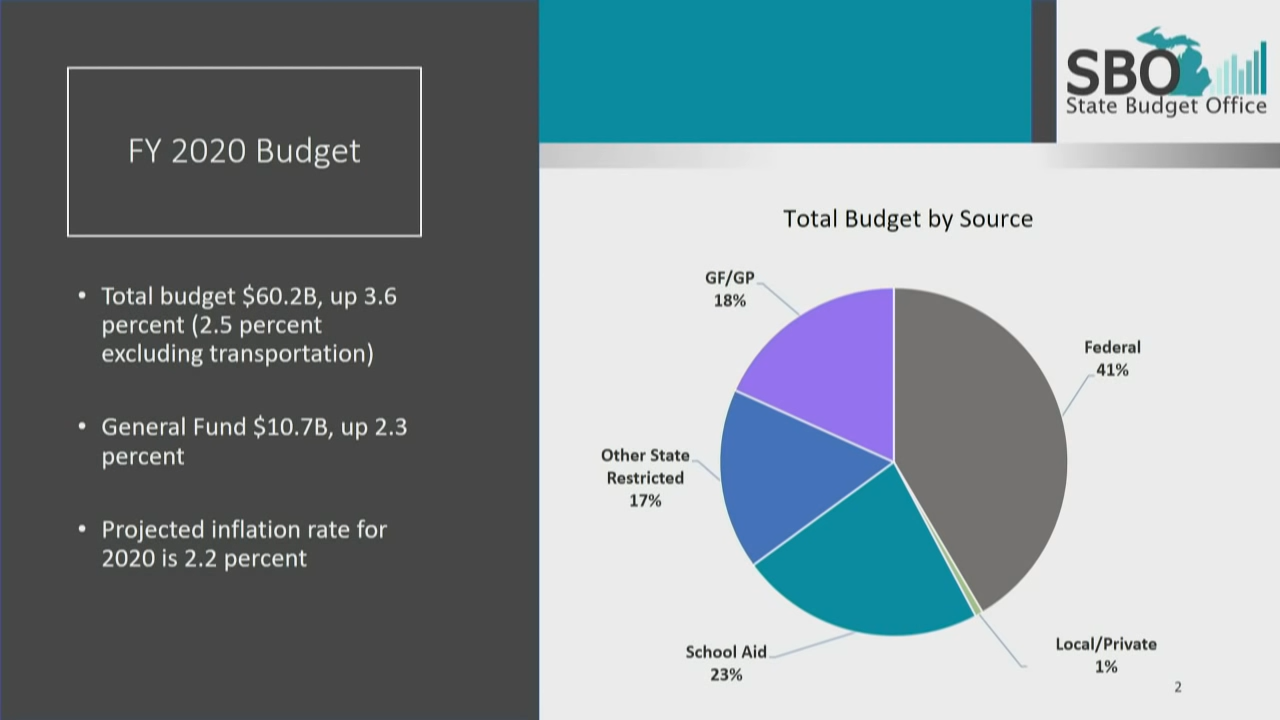 FY 2020 Budget
• Total budget $60.2B, up 3.6
percent (2.5 percent
excluding transportation)
• General Fund $10.7B, up 2.3
percent
• Projected inflation rate for
2020 is 2.2 percent
SBO
State Budget Office
Total Budget by Source
GF/GP
18%
Federal
41%
Other State
Restricted
17%
School Aid
23%
Local/Private
1%
2